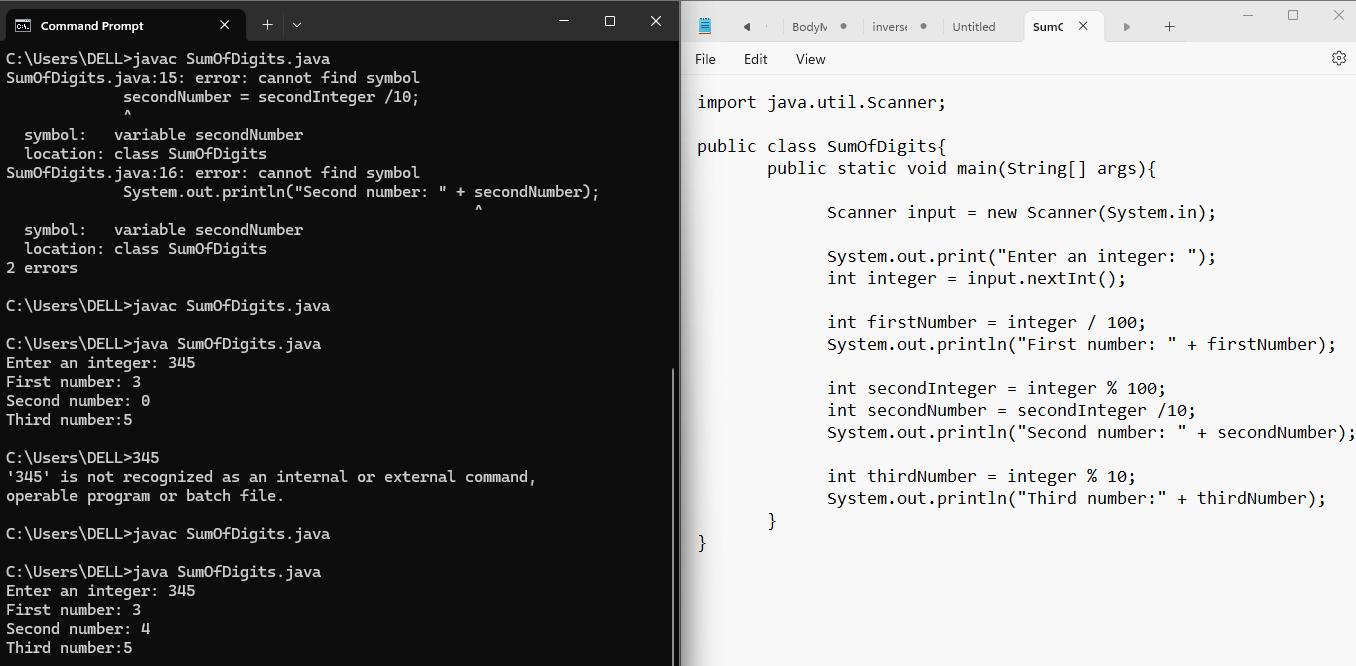 Command Prompt
C:\Users\DELL>javac SumOfDigits.java
SumOfDigits.java:15: error: cannot find symbol
             secondNumber = secondInteger /10;
             ^
  symbol:   variable secondNumber
  location: class SumOfDigits
SumOfDigits.java:16: error: cannot find symbol
             System.out.println("Second number: " + secondNumber);
                                                    ^
  symbol:   variable secondNumber
  location: class SumOfDigits
2 errors

C:\Users\DELL>javac SumOfDigits.java

C:\Users\DELL>java SumOfDigits.java
Enter an integer: 345
First number: 3
Second number: 0
Third number:5

C:\Users\DELL>345
'345' is not recognized as an internal or external command,
operable program or batch file.

C:\Users\DELL>javac SumOfDigits.java

C:\Users\DELL>java SumOfDigits.java
Enter an integer: 345
First number: 3
Second number: 4
Third number:5
BodyM inverse Untitled SumC
File Edit View
import java.util.Scanner;

public class SumOfDigits{
       public static void main(String[] args){

             Scanner input = new Scanner(System.in);

             System.out.print("Enter an integer: ");
             int integer = input.nextInt();

             int firstNumber = integer / 100;
             System.out.println("First number: " + firstNumber);

             int secondInteger = integer % 100;
             int secondNumber = secondInteger /10;
             System.out.println("Second number: " + secondNumber);

             int thirdNumber = integer % 10;
             System.out.println("Third number:" + thirdNumber);
       }
}